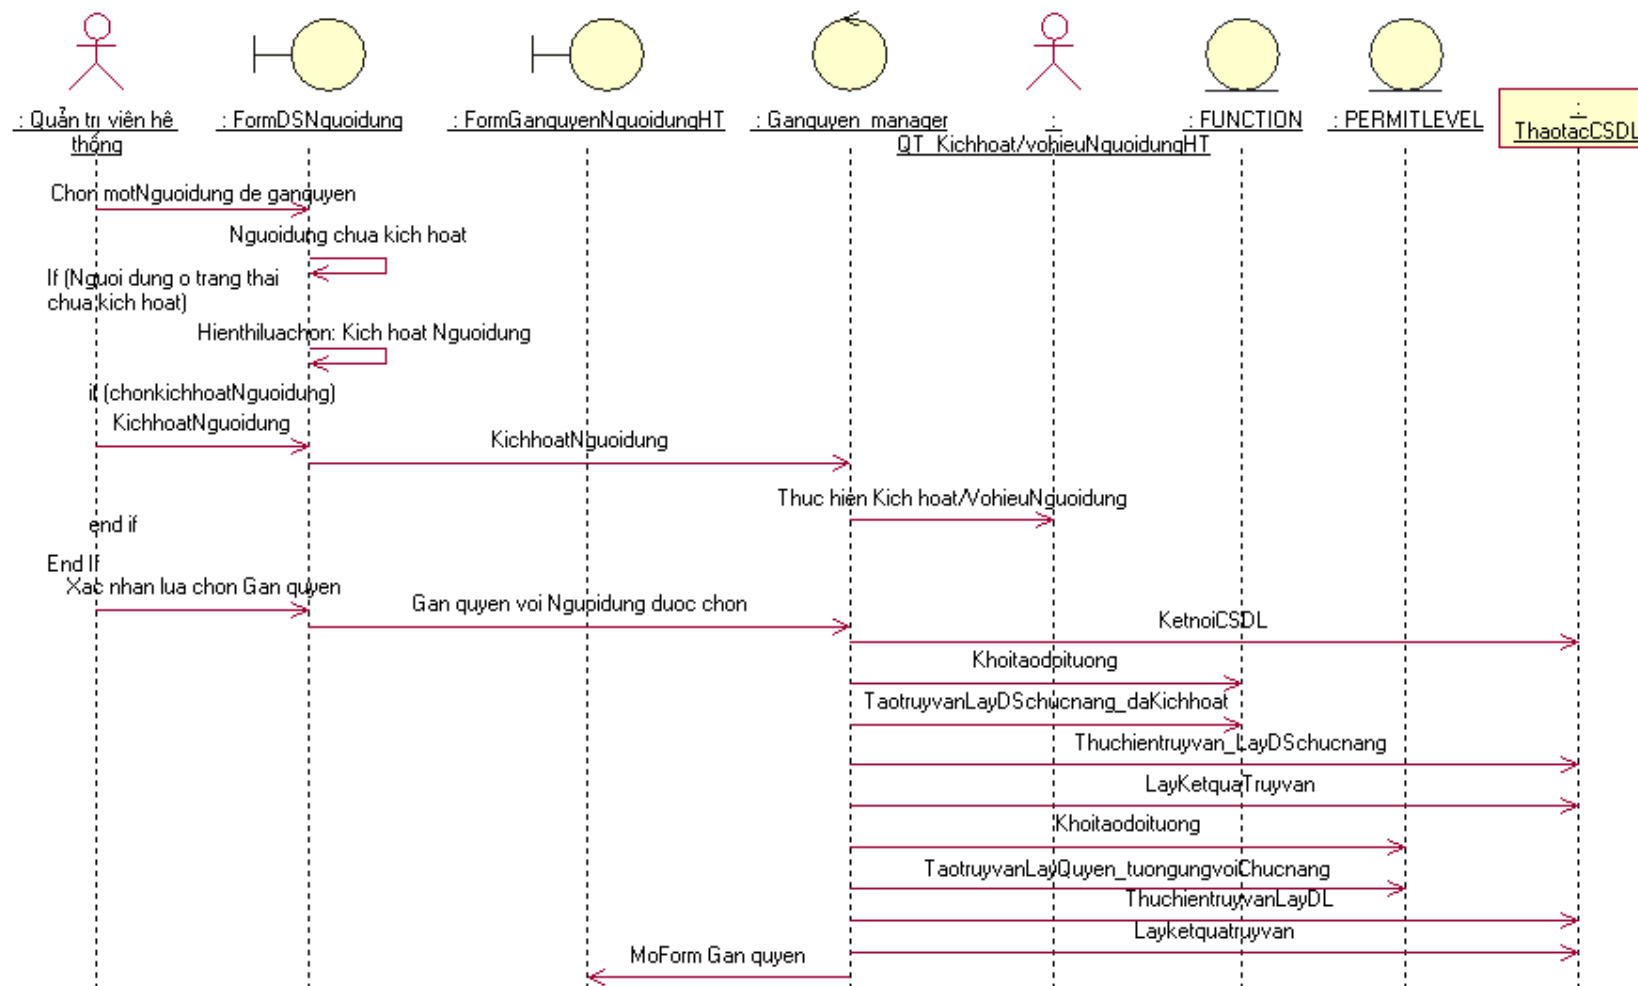 : Quản trị viên hệ
thống
: FormDSNguoidung
: FormGanquyenNguoidungHT
: Ganquyen_manager
:
QT_Kichhoat/vohieuNguoidungHT
: FUNCTION
: PERMITLEVEL
:
ThaotacCSDL
Chon motNguoidung de ganquyen
Nguoidung chua kich hoat
If (Nguoi dung o trang thai
chua kich hoat)
Hienthiluachon: Kich hoat Nguoidung
if (chonkichhoatNguoidung)
KichhoatNguoidung
KichhoatNguoidung
Thuc hien Kich hoat/VohieuNguoidung
end if
End If
Xac nhan lua chon Gan quyen
Gan quyen voi Nguoidung duoc chon
KetnoiCSDL
Khoitaodoituong
TaotruyvanLayDSchucnang_daKichhoat
Thuchientruyvan_LayDSchucnang
LayKetquaTruyvan
Khoitaodoituong
TaotruyvanLayQuyen_tuongungvoiChucnang
ThuchientruyvanLayDL
Layketquatruyvan
MoForm Gan quyen